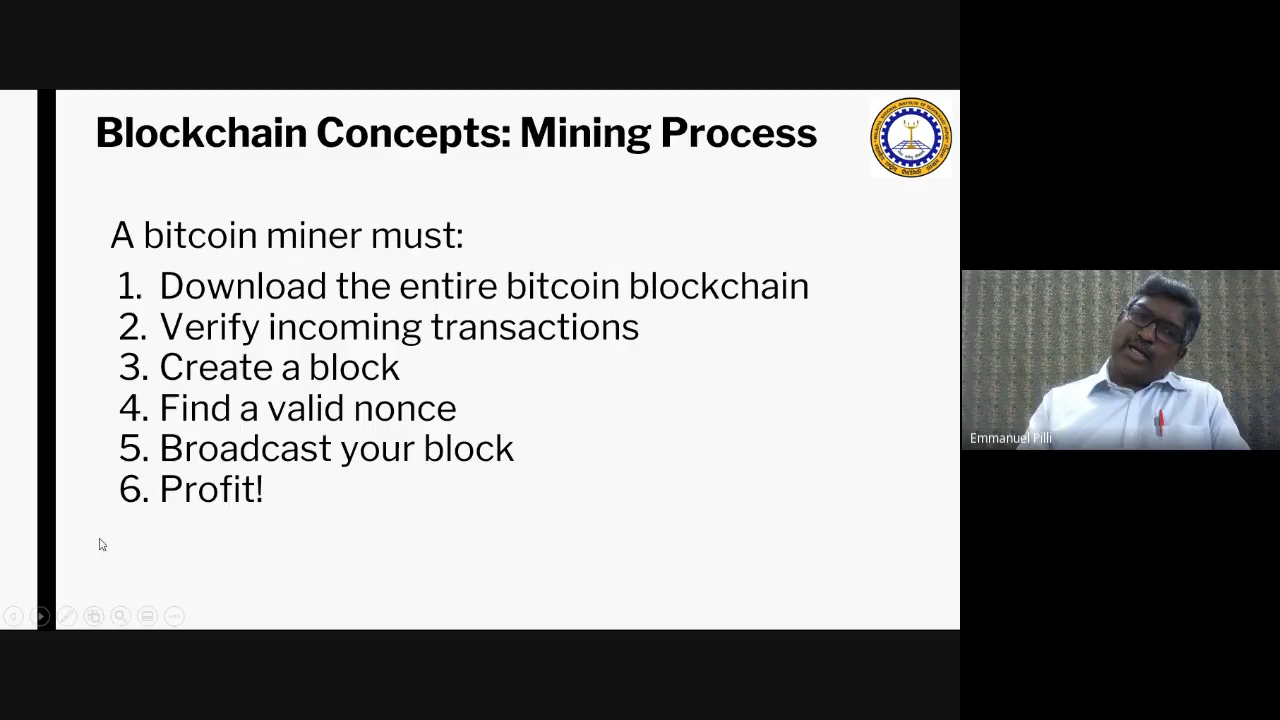 Blockchain Concepts: Mining Process
A bitcoin miner must:
1. Download the entire bitcoin blockchain
2. Verify incoming transactions
3. Create a block
4. Find a valid nonce
5. Broadcast your block
6. Profit!
Emmanuel Pilli